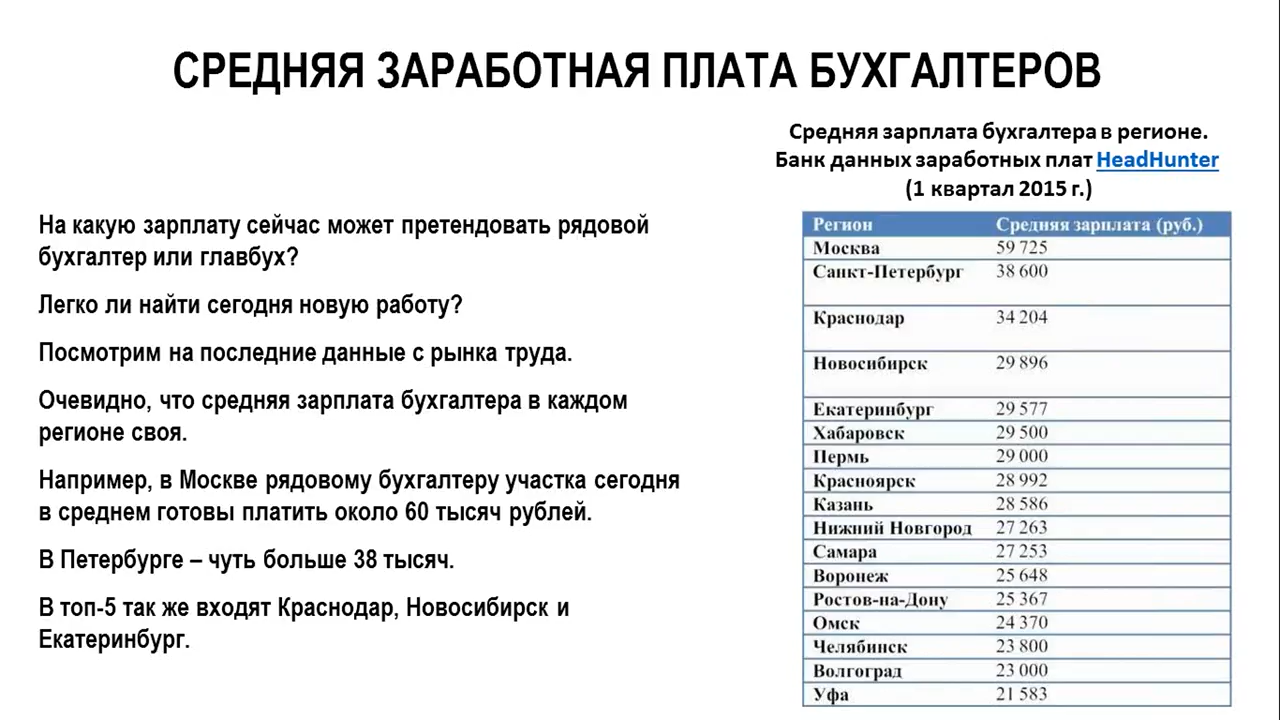 СРЕДНЯЯ ЗАРАБОТНАЯ ПЛАТА БУХГАЛТЕРОВ
На какую зарплату сейчас может претендовать рядовой
бухгалтер или главбух?
Легко ли найти сегодня новую работу?
Посмотрим на последние данные с рынка труда.
Очевидно, что средняя зарплата бухгалтера в каждом
регионе своя.
Например, в Москве рядовому бухгалтеру участка сегодня
в среднем готовы платить около 60 тысяч рублей.
В Петербурге – чуть больше 38 тысяч.
В топ-5 так же входят Краснодар, Новосибирск и
Екатеринбург.
Средняя зарплата бухгалтера в регионе.
Банк данных заработных плат HeadHunter
(1 квартал 2015 г.)
Регион Средняя зарплата (руб.)
Москва 59 725
Санкт-Петербург 38 600
Краснодар 34 204
Новосибирск 29 896
Екатеринбург 29 577
Хабаровск 29 500
Пермь 29 000
Красноярск 28 992
Казань 28 586
Нижний Новгород 27 263
Самара 27 253
Воронеж 25 648
Ростов-на-Дону 25 367
Омск 24 370
Челябинск 23 800
Волгоград 23 000
Уфа 21 583